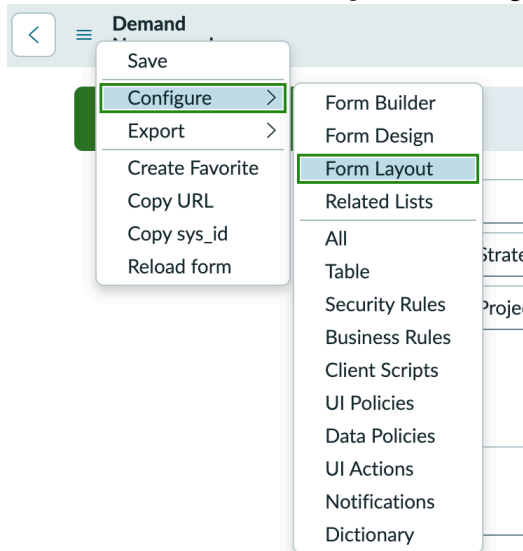 Demand
Save
Configure
Export
Create Favorite
Copy URL
Copy sys_id
Reload form
Form Builder
Form Design
Form Layout
Related Lists
All
Table
Security Rules
Business Rules
Client Scripts
UI Policies
Data Policies
UI Actions
Notifications
Dictionary